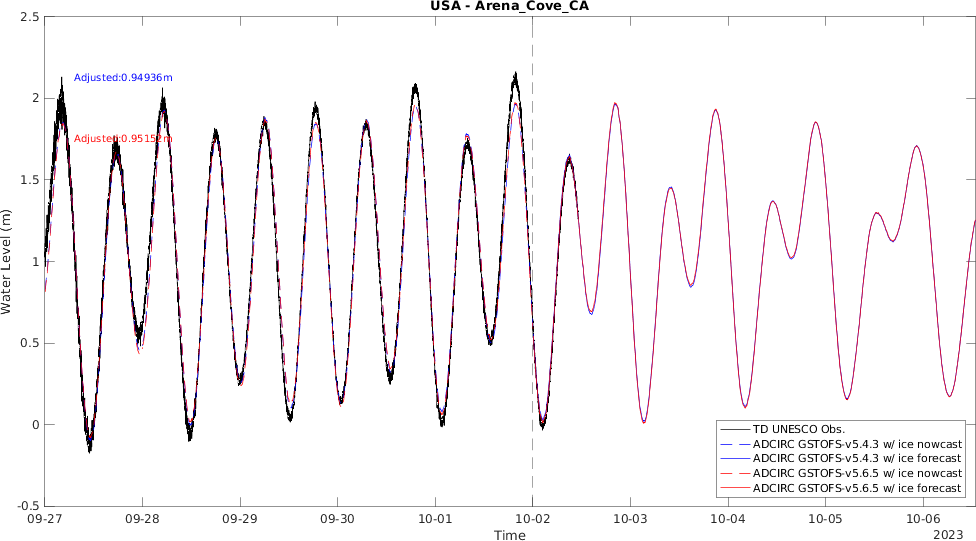 USA - Arena_Cove_CA
2.5
2
1.5
1
0.5
0
-0.5
Water Level (m)
Adjusted:0.94936m
Adjusted:0.95152m
TD UNESCO Obs.
ADCIRC GSTOFS-v5.4.3 w/ ice nowcast
ADCIRC GSTOFS-v5.4.3 w/ ice forecast
ADCIRC GSTOFS-v5.6.5 w/ ice nowcast
ADCIRC GSTOFS-v5.6.5 w/ ice forecast
09-27 09-28 09-29 09-30 10-01 10-02 10-03 10-04 10-05 10-06
Time
2023